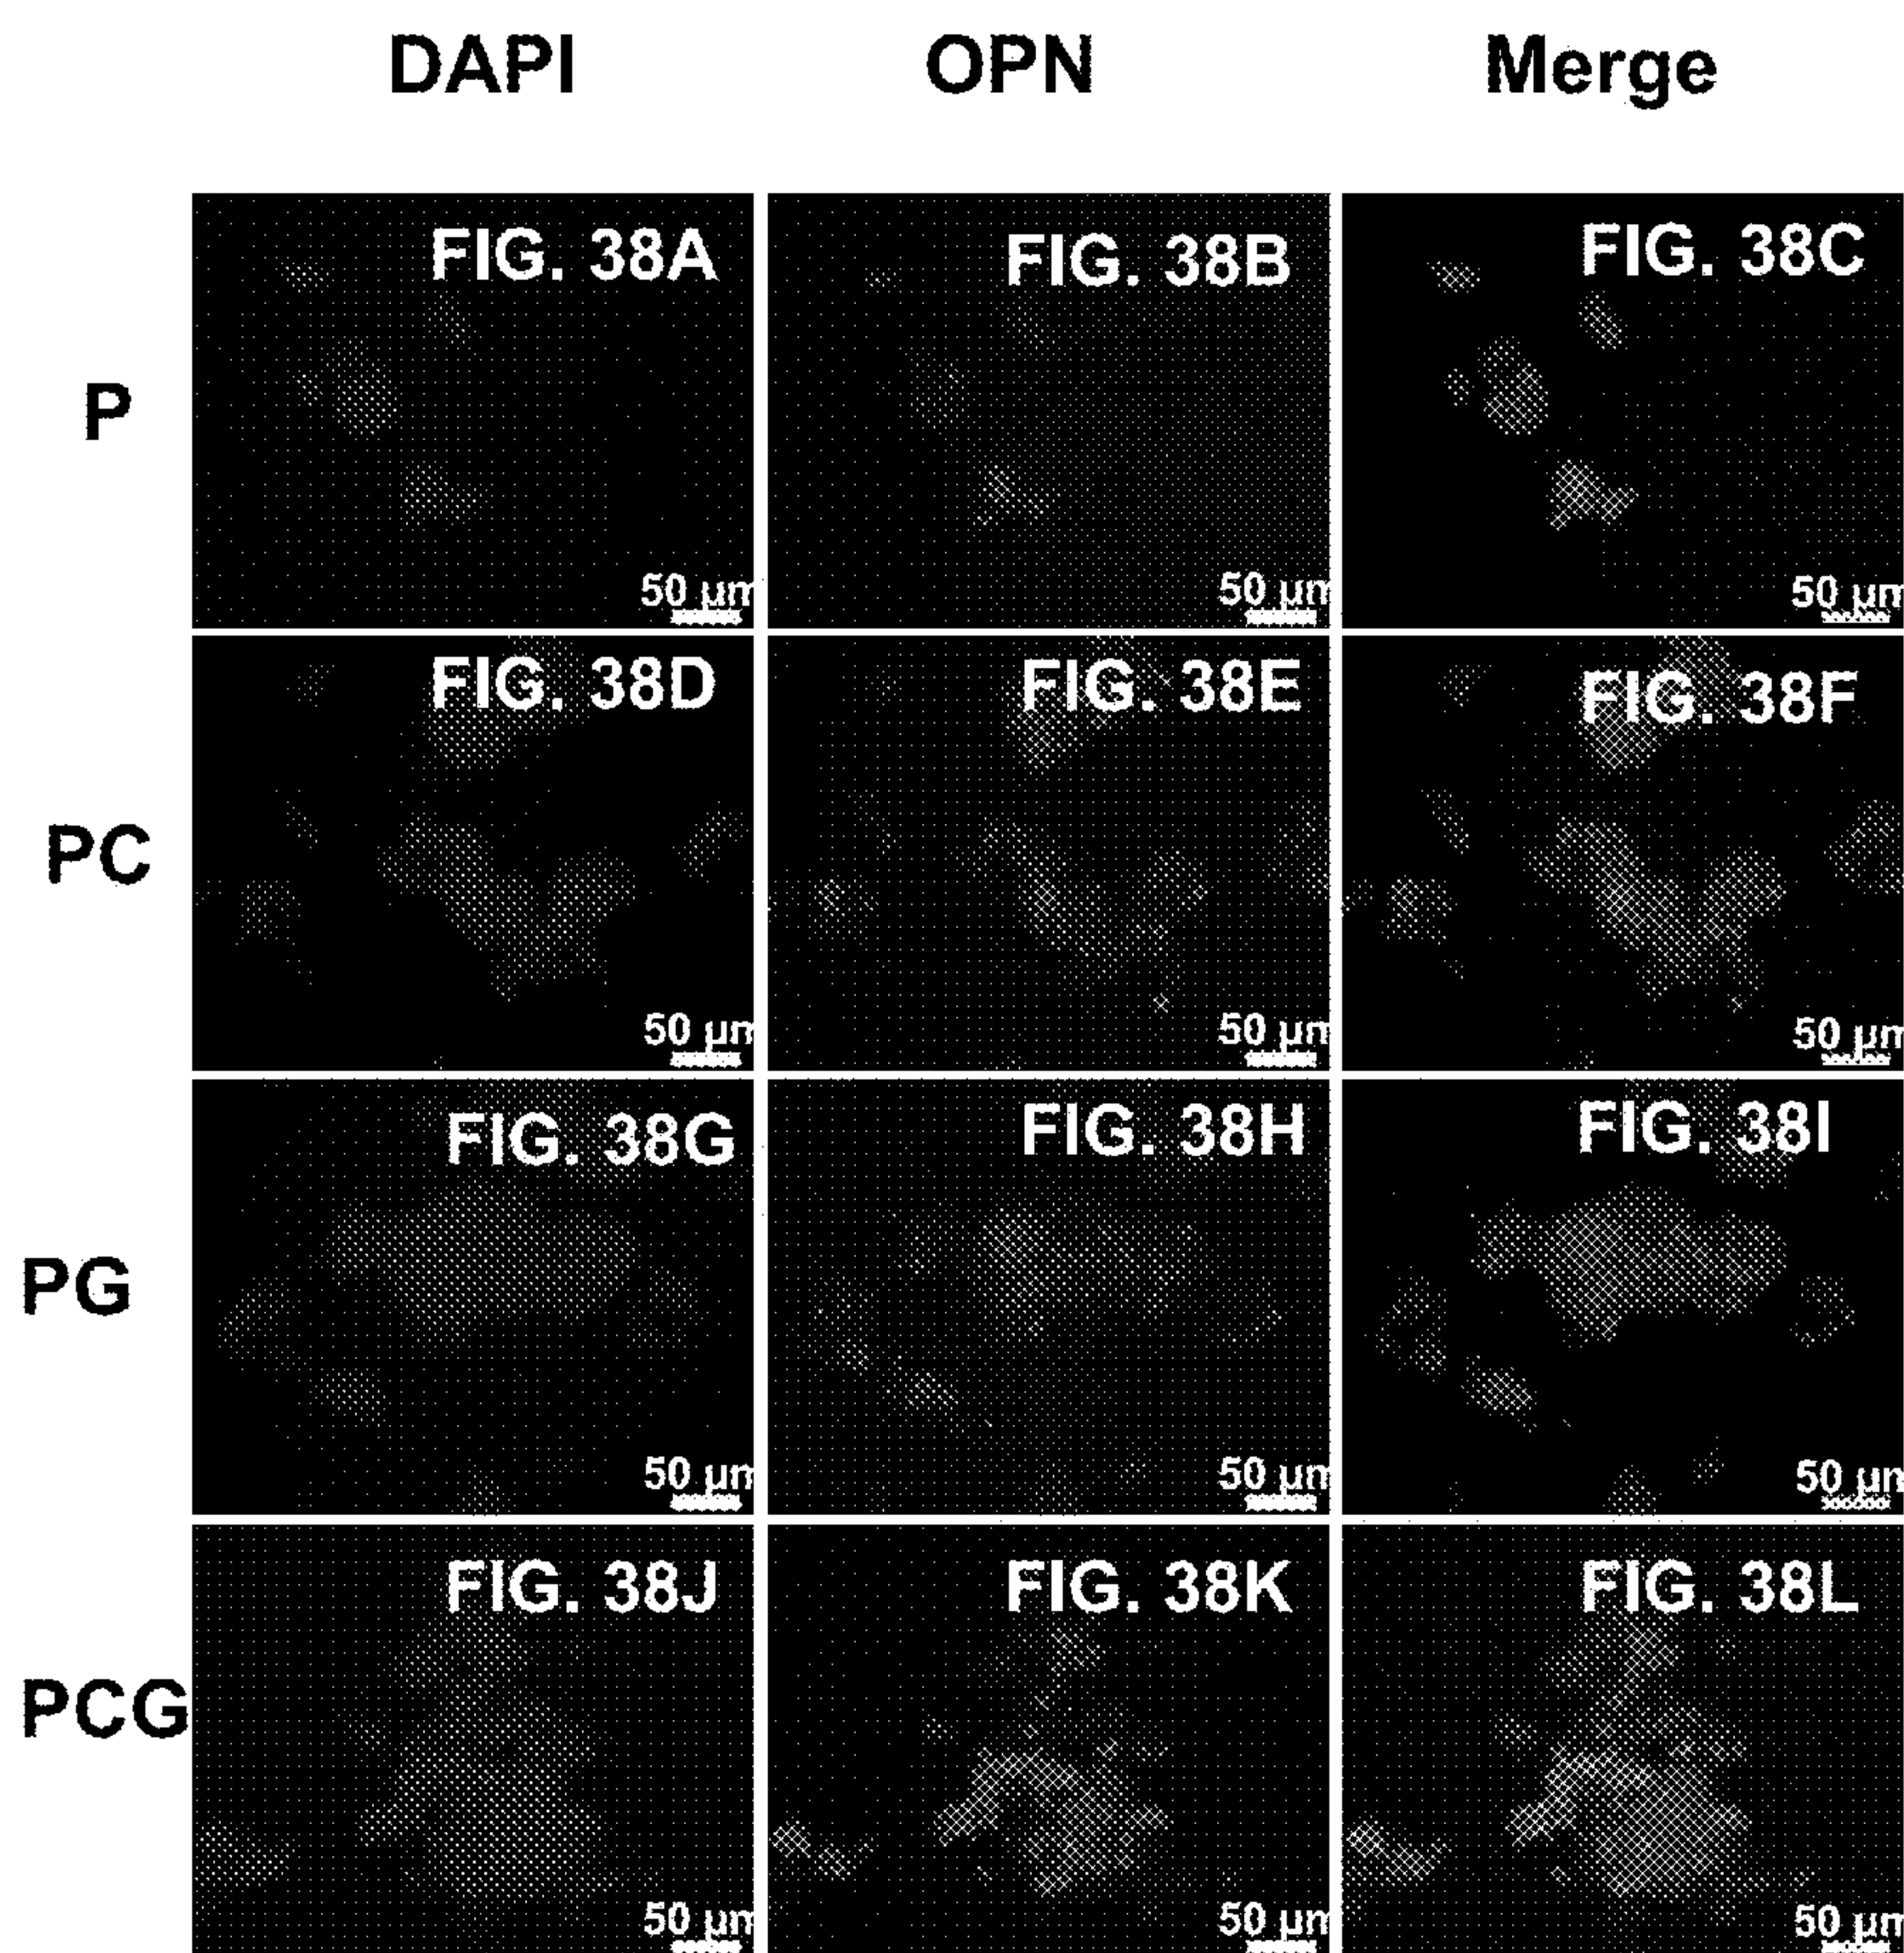 DAPI OPN Merge
FIG. 38A FIG. 38B FIG. 38C
P
50 µm 50 µm 50 µm
FIG. 38D FIG. 38E FIG. 38F
PC
50 µm 50 µm 50 µm
FIG. 38G FIG. 38H FIG. 38I
PG
50 µm 50 µm 50 µm
FIG. 38J FIG. 38K FIG. 38L
PCG
50 µm 50 µm 50 µm